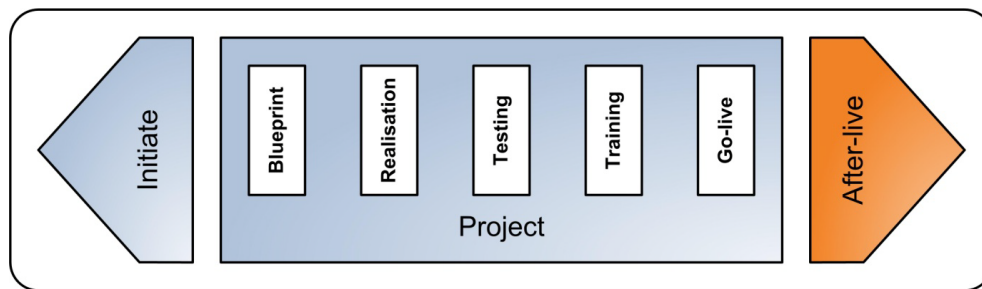 Initiate
Blueprint
Realisation
Testing
Training
Go-live
Project
After-live